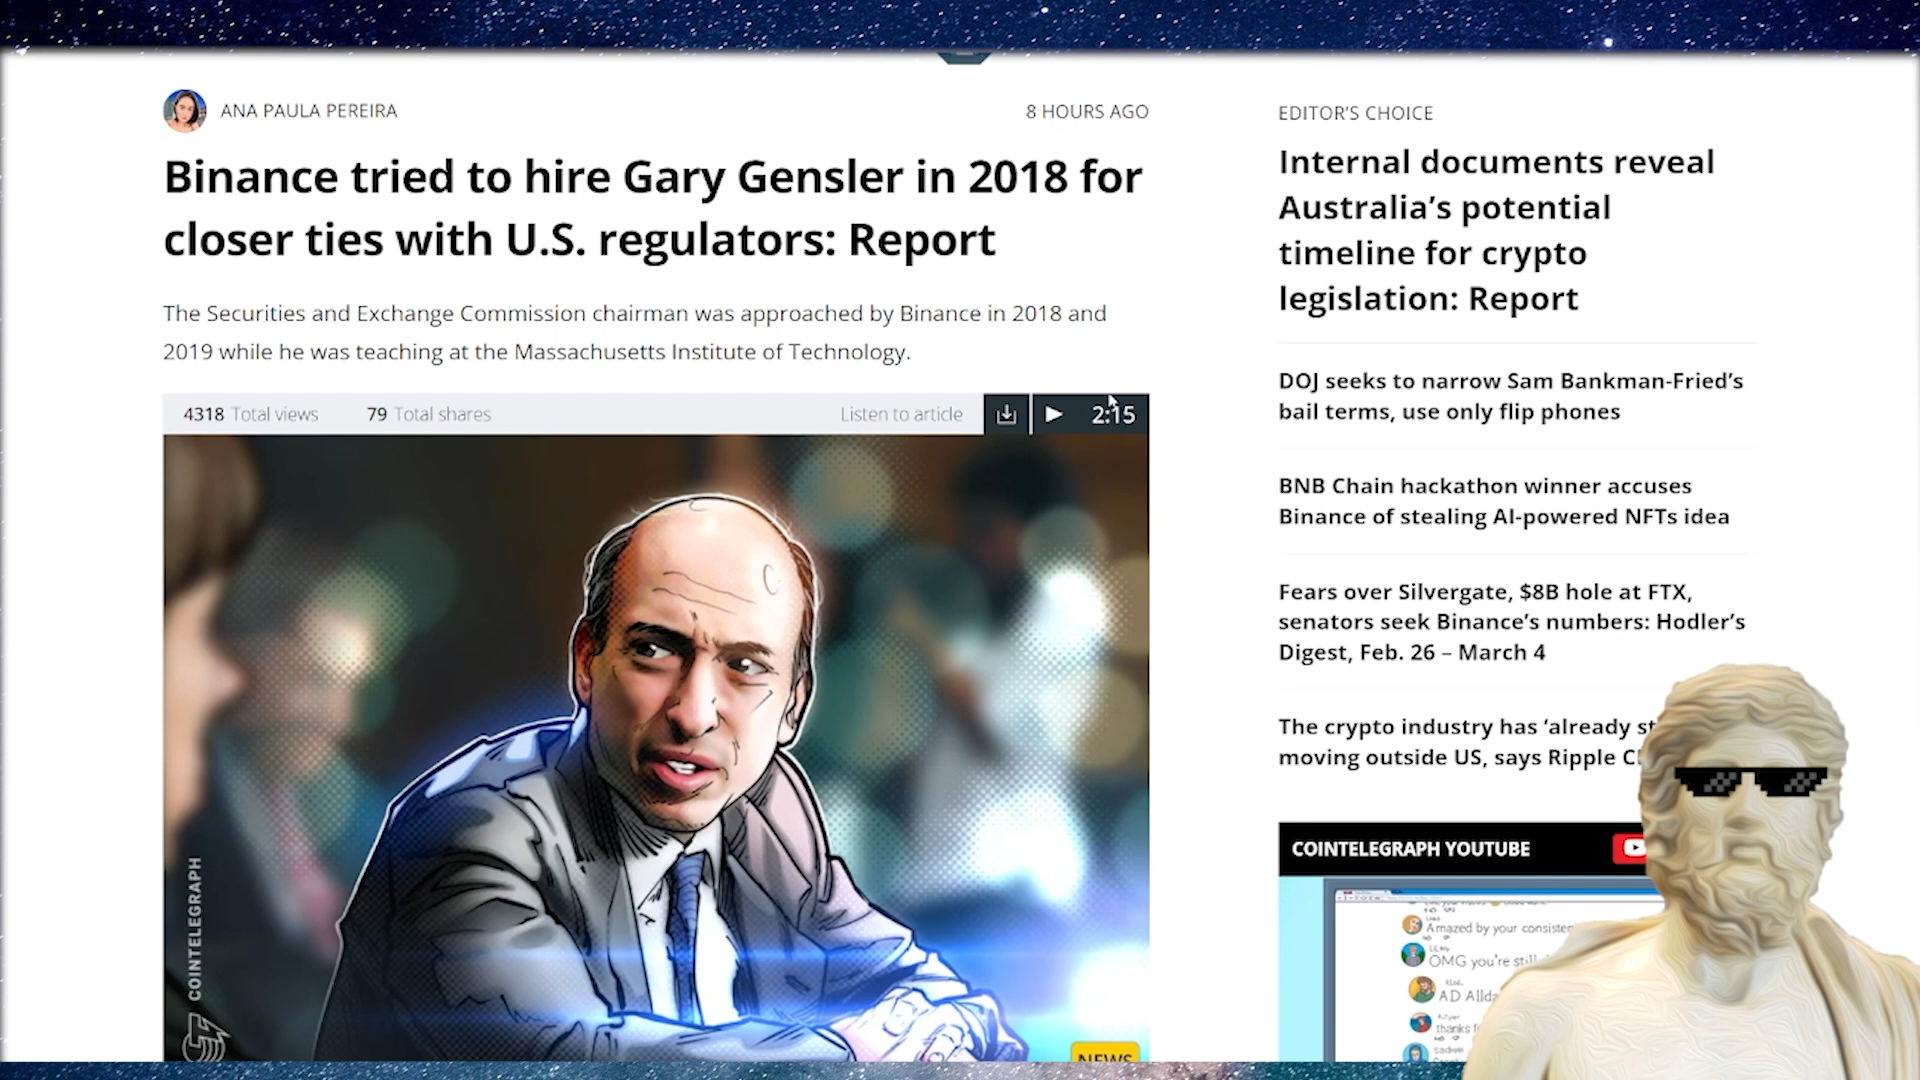 ANA PAULA PEREIRA
8 HOURS AGO
Binance tried to hire Gary Gensler in 2018 for
closer ties with U.S. regulators: Report
The Securities and Exchange Commission chairman was approached by Binance in 2018 and
2019 while he was teaching at the Massachusetts Institute of Technology.
4318 Total views 79 Total shares Listen to article 2:15
COINTELEGRAPH
NEWS
EDITOR'S CHOICE
Internal documents reveal
Australia's potential
timeline for crypto
legislation: Report
DOJ seeks to narrow Sam Bankman-Fried's
bail terms, use only flip phones
BNB Chain hackathon winner accuses
Binance of stealing AI-powered NFTs idea
Fears over Silvergate, $8B hole at FTX,
senators seek Binance's numbers: Hodler's
Digest, Feb. 26 – March 4
The crypto industry has 'already
moving outside US, says Ripple
COINTELEGRAPH YOUTUBE
Amazed by your
OMG you're
AD
thanks